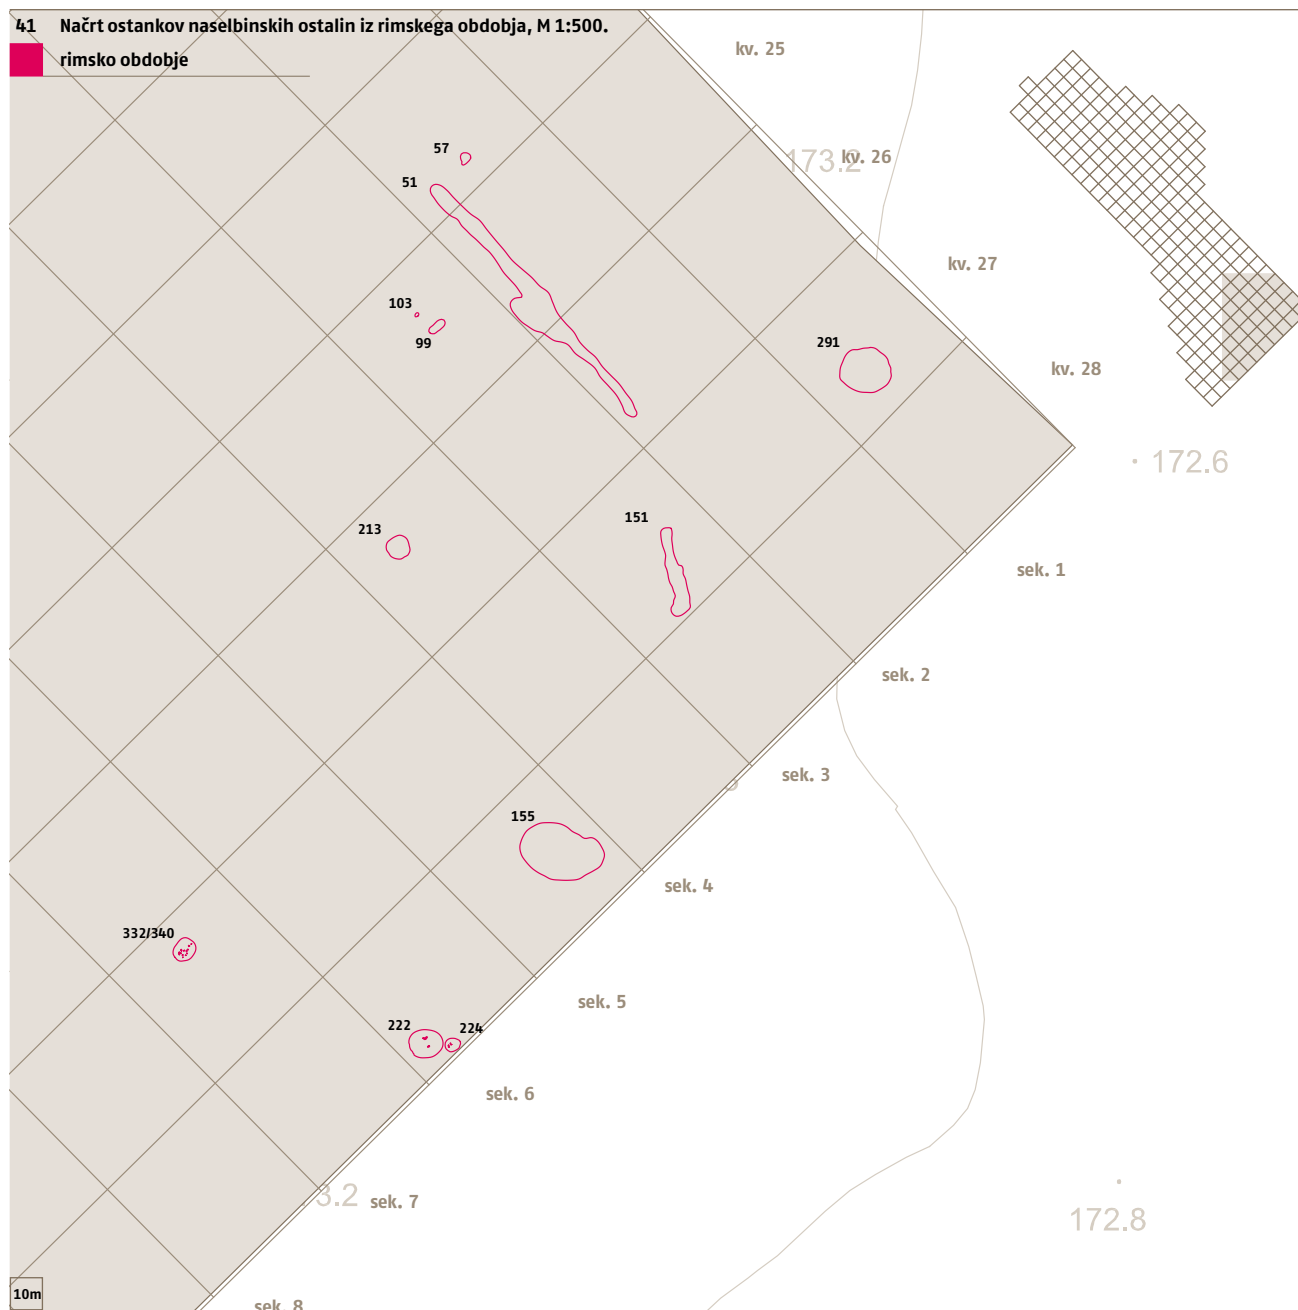 41 Načrt ostankov naselbinskih ostalin iz rimskega obdobja, M 1:500.
rimsko obdobje
kv. 25
57
173.2
kv. 26
51
kv. 27
103
99
291
kv. 28
172.6
151
213
sek. 1
sek. 2
sek. 3
155
sek. 4
332/340
sek. 5
222
224
sek. 6
3.2
sek. 7
172.8
10m
sek. 8